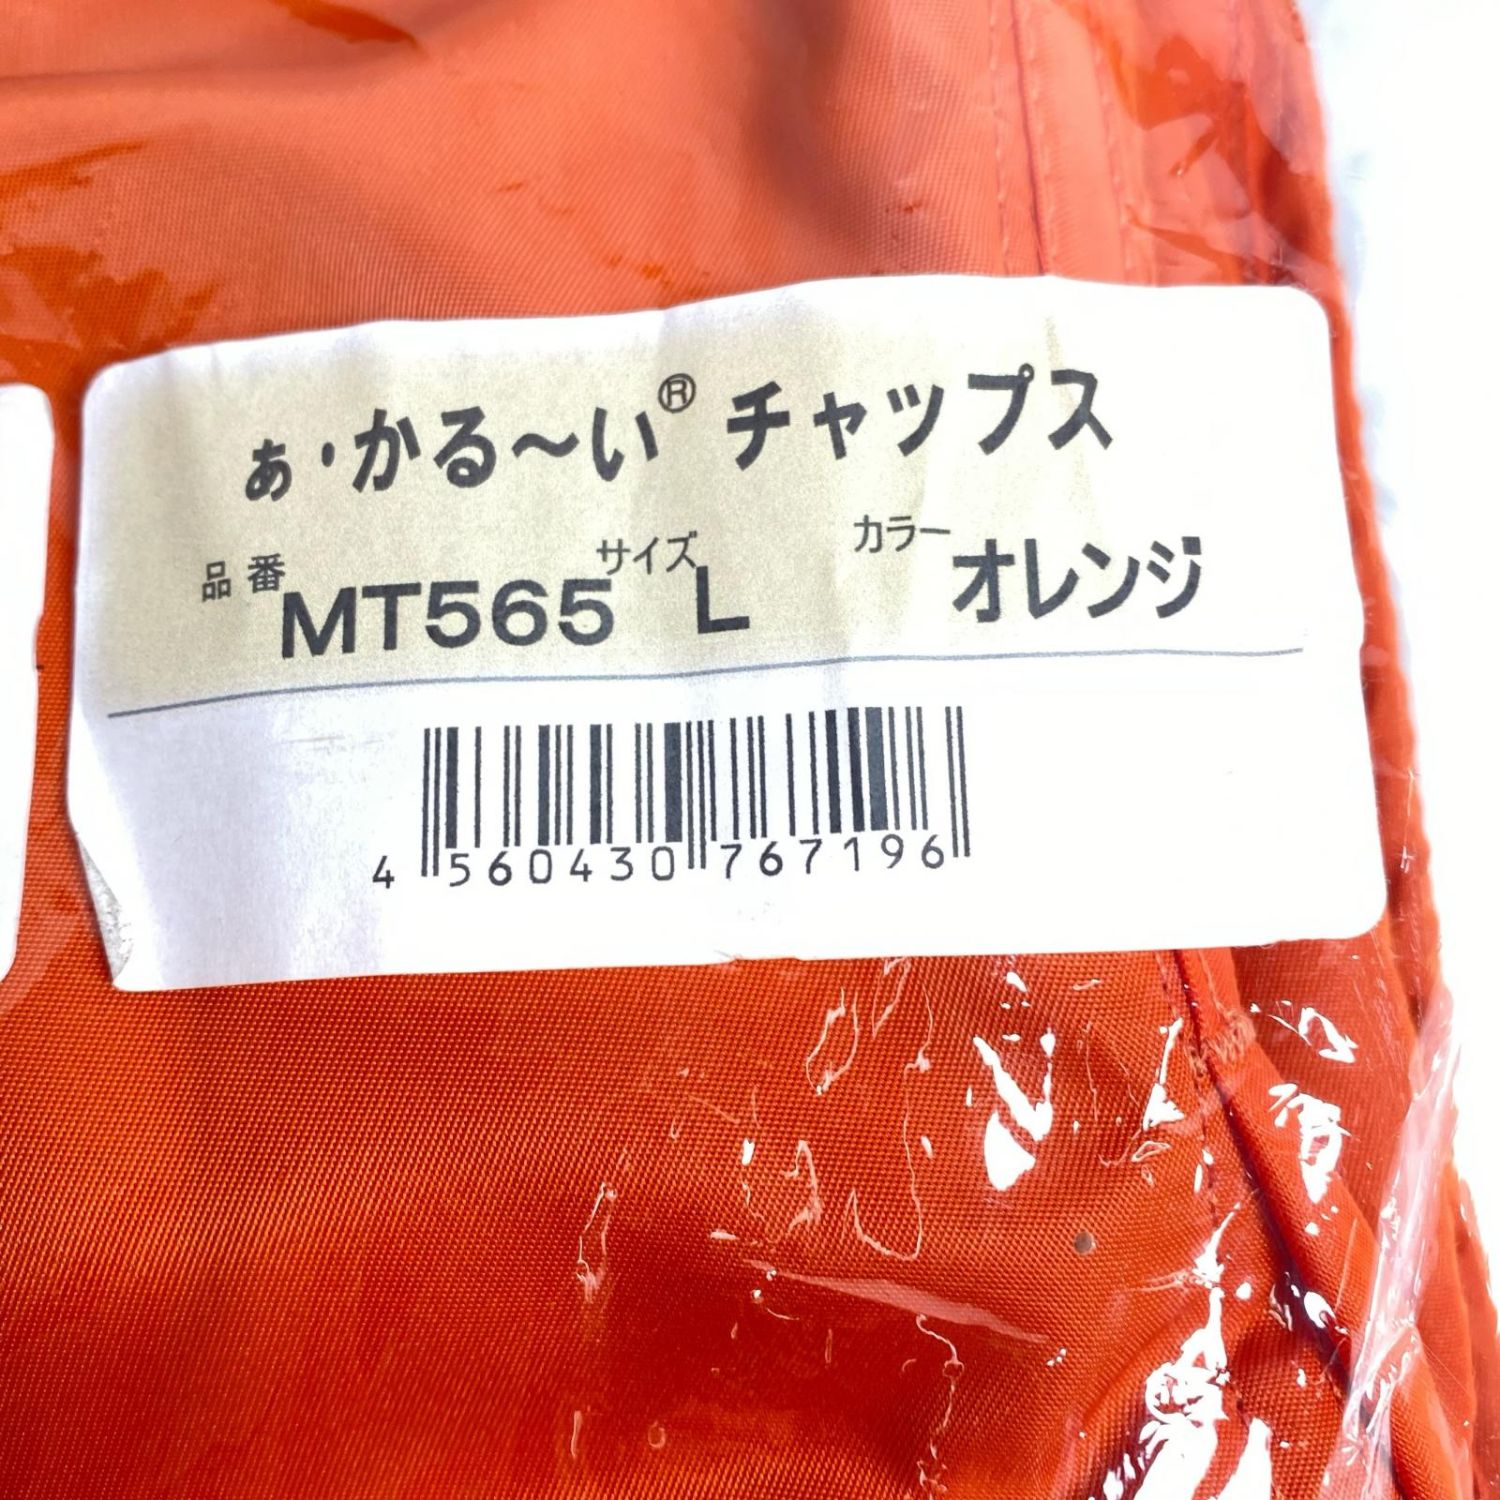 ぁ・かる～い® チャップス
品番 MT565 サイズ L カラー オレンジ
4 560430 767196